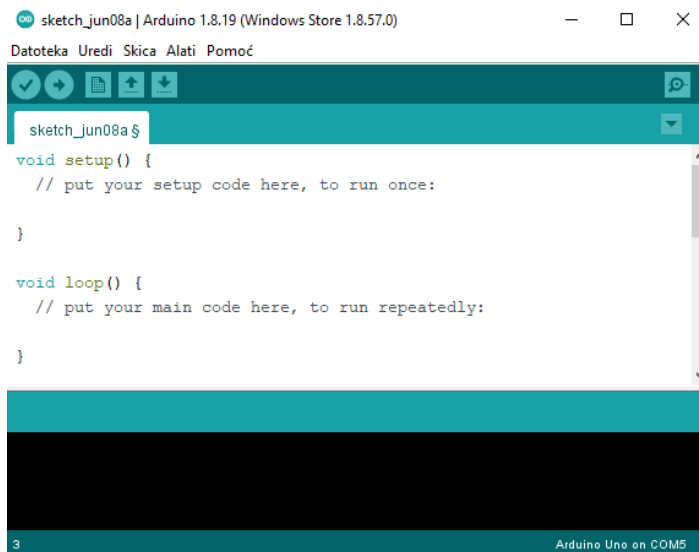 sketch_jun08a | Arduino 1.8.19 (Windows Store 1.8.57.0)
Datoteka Uredi Skica Alati Pomoć
sketch_jun08a §
void setup() {
  // put your setup code here, to run once:
}
void loop() {
  // put your main code here, to run repeatedly:
}
3 Arduino Uno on COM5